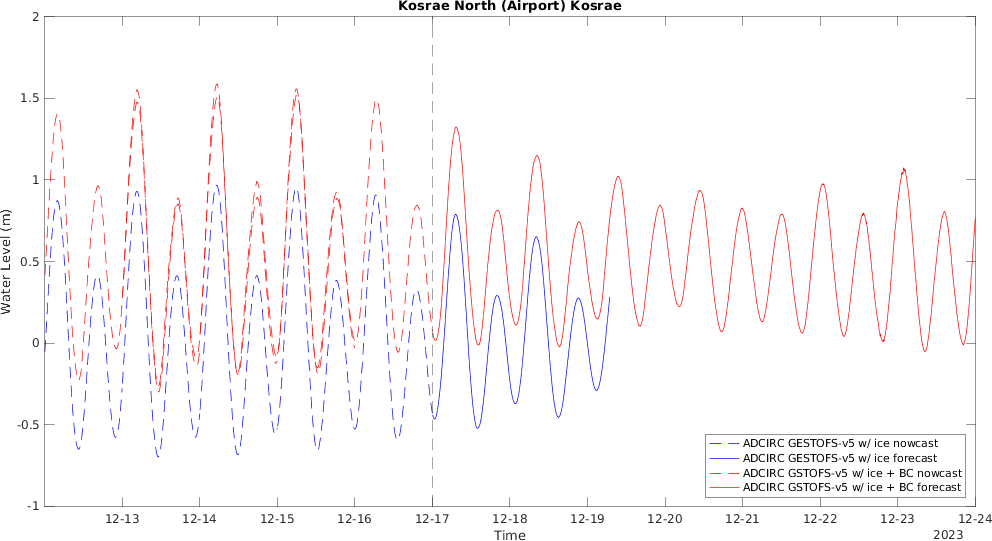 Kosrae North (Airport) Kosrae
Water Level (m)
2
1.5
1
0.5
0
-0.5
-1
12-13
12-14
12-15
12-16
12-17
12-18
12-19
12-20
12-21
12-22
12-23
12-24
Time
2023
ADCIRC GESTOFS-v5 w/ ice nowcast
ADCIRC GESTOFS-v5 w/ ice forecast
ADCIRC GSTOFS-v5 w/ ice + BC nowcast
ADCIRC GSTOFS-v5 w/ ice + BC forecast